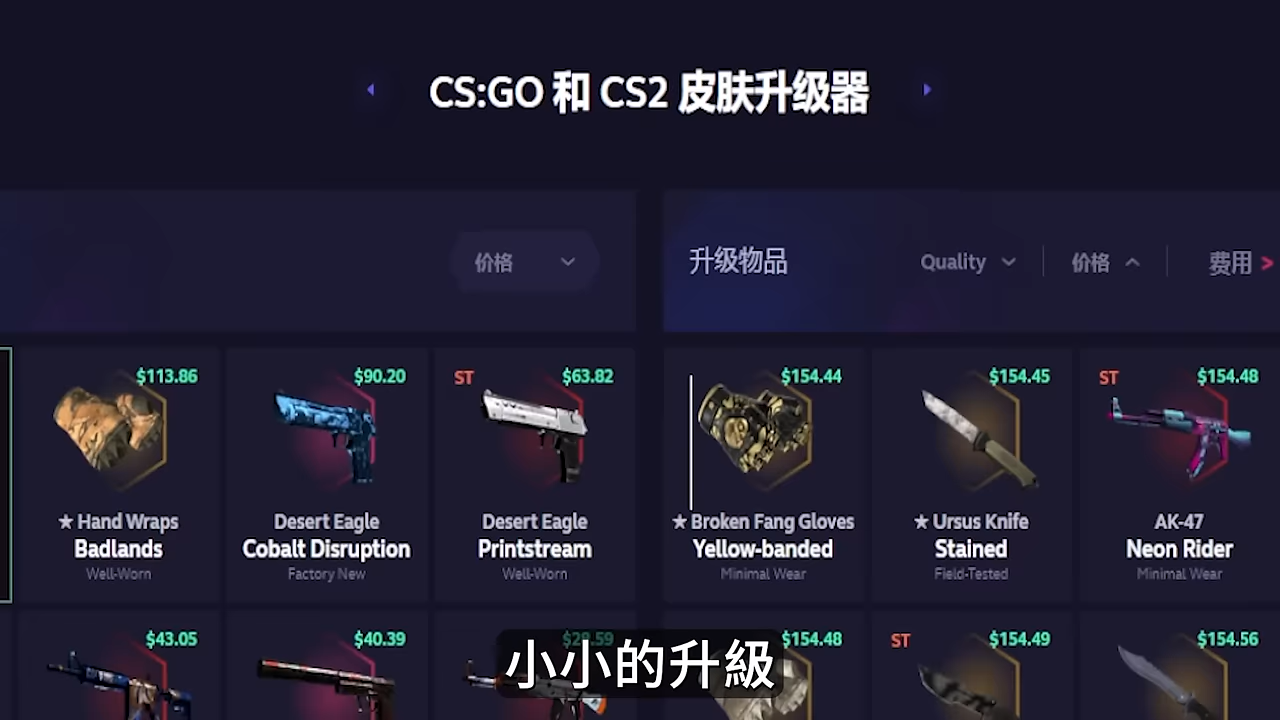 CS:GO 和 CS2 皮肤升级器
价格
升级物品
Quality
价格
费用 >
$113.86
★ Hand Wraps
Badlands
Well-Worn
$90.20
Desert Eagle
Cobalt Disruption
Factory New
ST $63.82
Desert Eagle
Printstream
Well-Worn
$154.44
★ Broken Fang Gloves
Yellow-banded
Minimal Wear
$154.45
★ Ursus Knife
Stained
Field-Tested
ST $154.48
AK-47
Neon Rider
Minimal Wear
$43.05
$40.39
$154.48
ST $154.49
$154.56
小小的升級